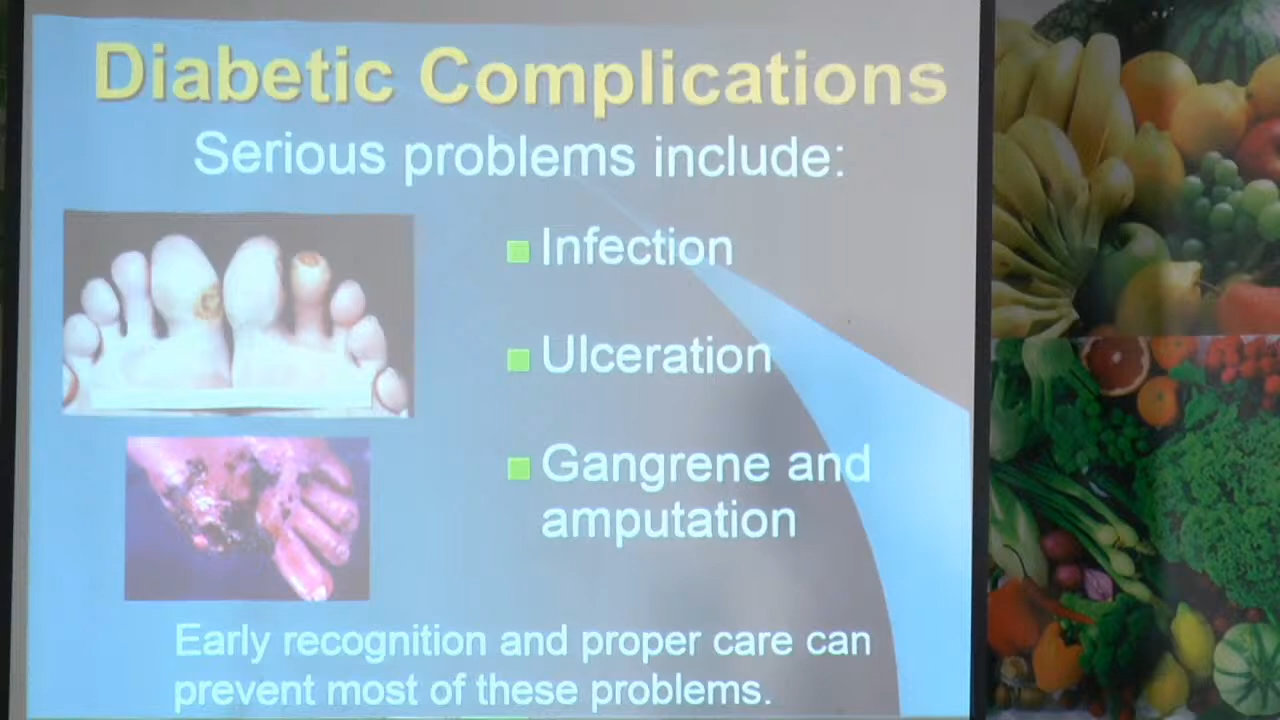 Diabetic Complications
Serious problems include:
Infection
Ulceration
Gangrene and
amputation
Early recognition and proper care can
prevent most of these problems.